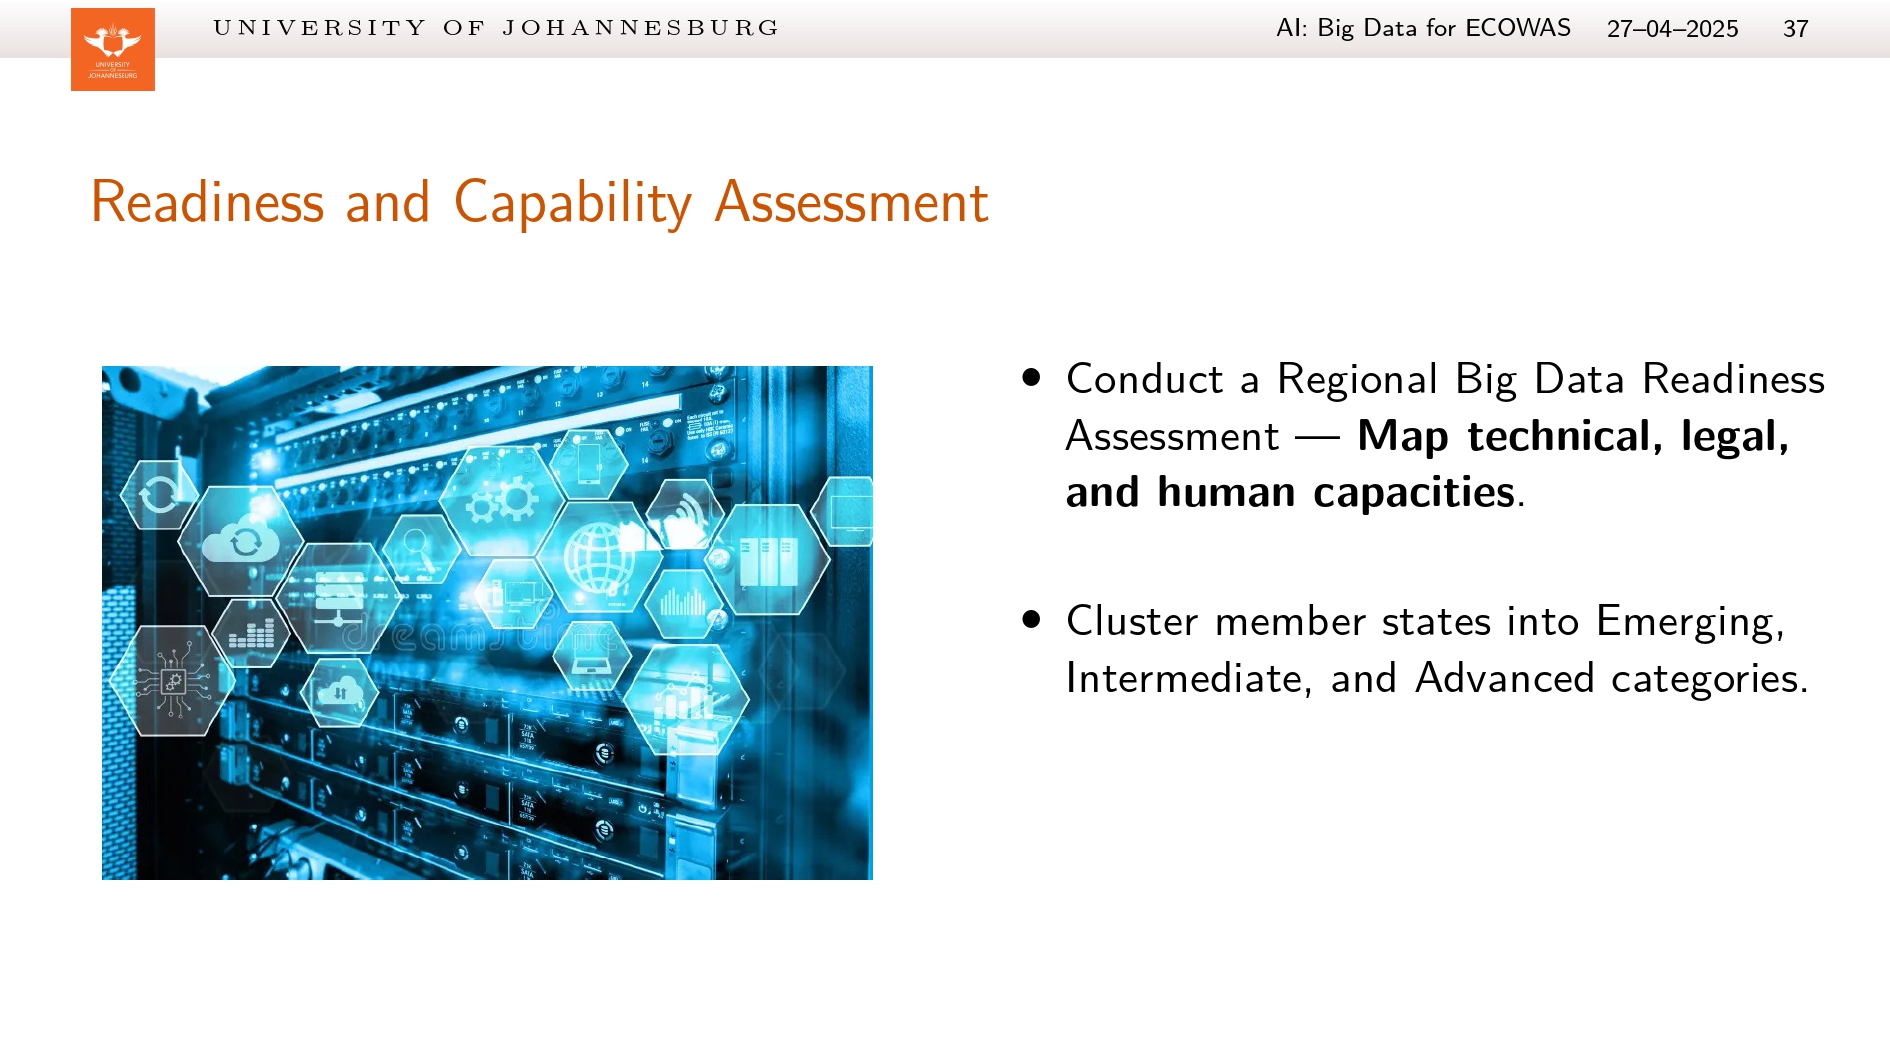 UNIVERSITY OF JOHANNESBURG
AI: Big Data for ECOWAS 27–04–2025 37
UNIVERSITY
OF
JOHANNESBURG
Readiness and Capability Assessment
• Conduct a Regional Big Data Readiness
Assessment — Map technical, legal,
and human capacities.
• Cluster member states into Emerging,
Intermediate, and Advanced categories.
dreamstime